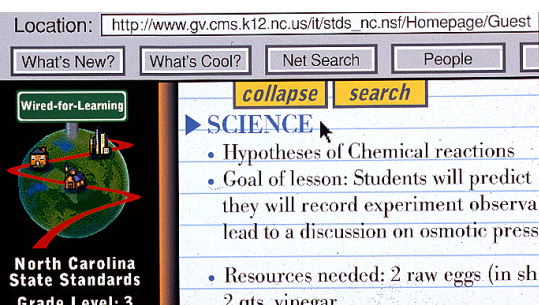 Location: http://www.gv.cms.k12.nc.us/it/stds_nc.nsf/Homepage/Guest
What's New? What's Cool? Net Search People
collapse search
Wired-for-Learning
SCIENCE
• Hypotheses of Chemical reactions
• Goal of lesson: Students will predict
they will record experiment observa
lead to a discussion on osmotic press
North Carolina
State Standards
Grade Level: 3
• Resources needed: 2 raw eggs (in sh
2 qts. vinegar